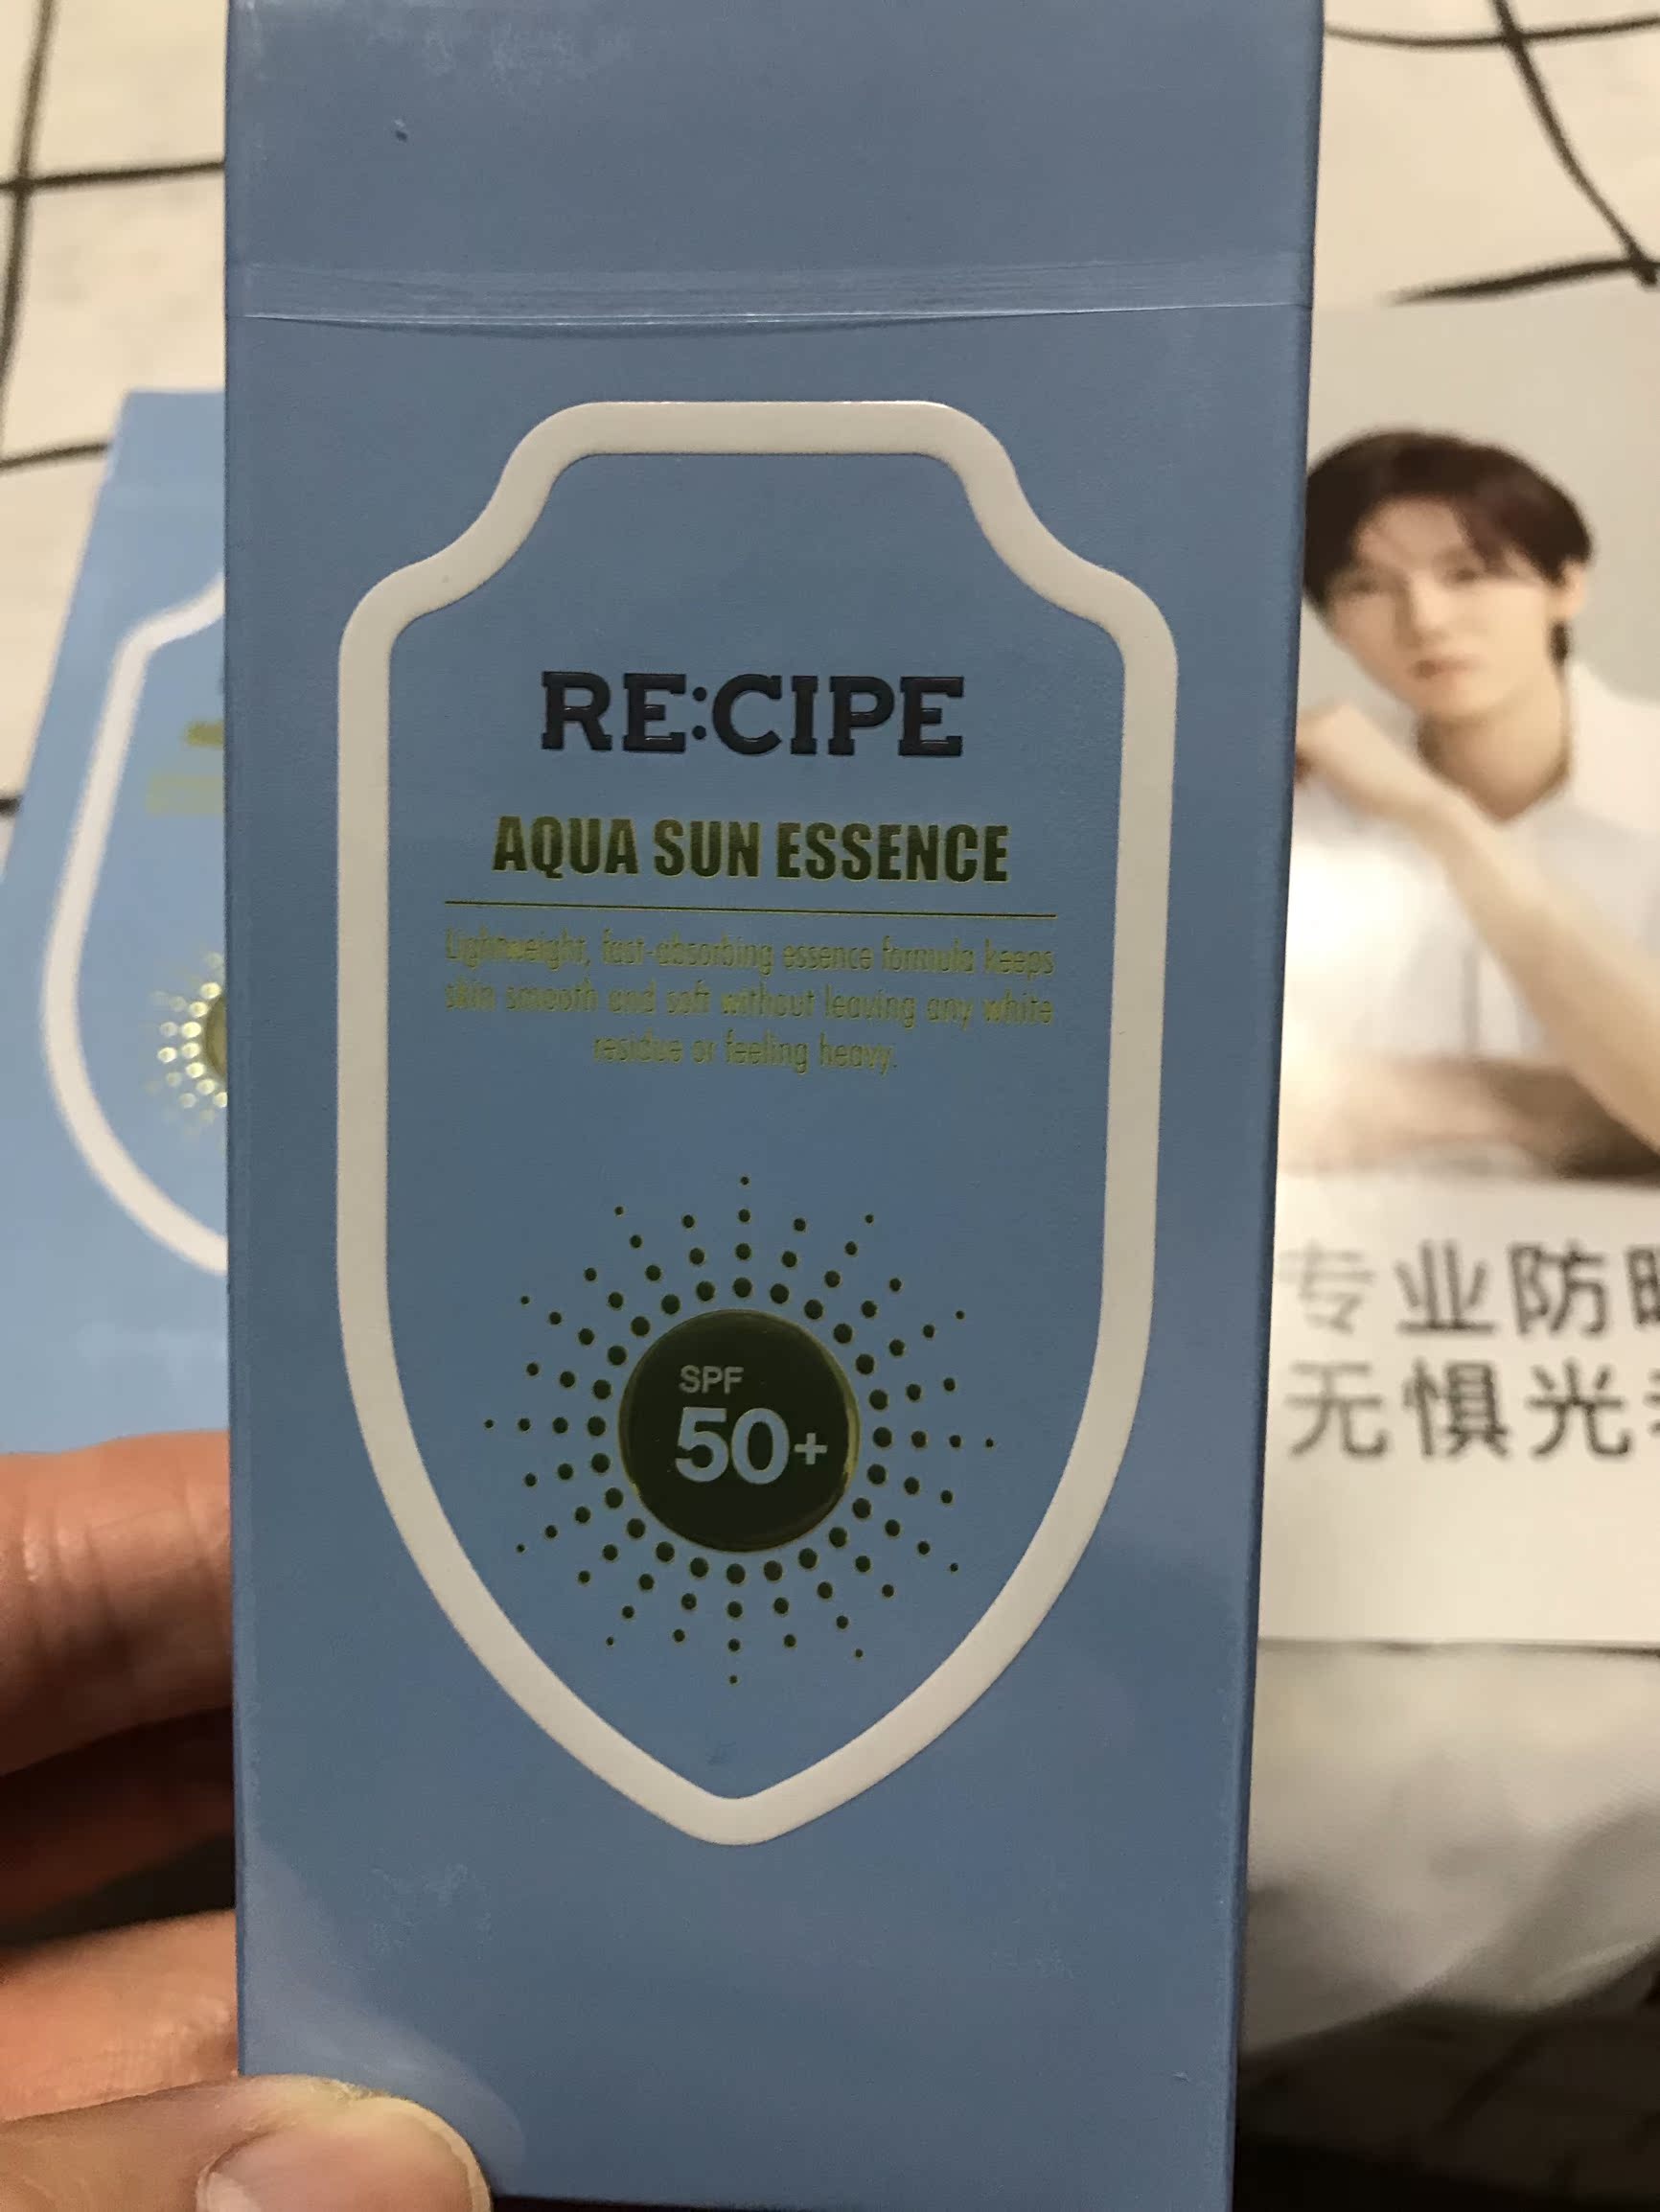 RE:CIPE
AQUA SUN ESSENCE
Lightweight, fast-absorbing essence formula keeps
skin smooth and soft without leaving any white
residue or feeling heavy.
SPF
50+
专业防
无惧光